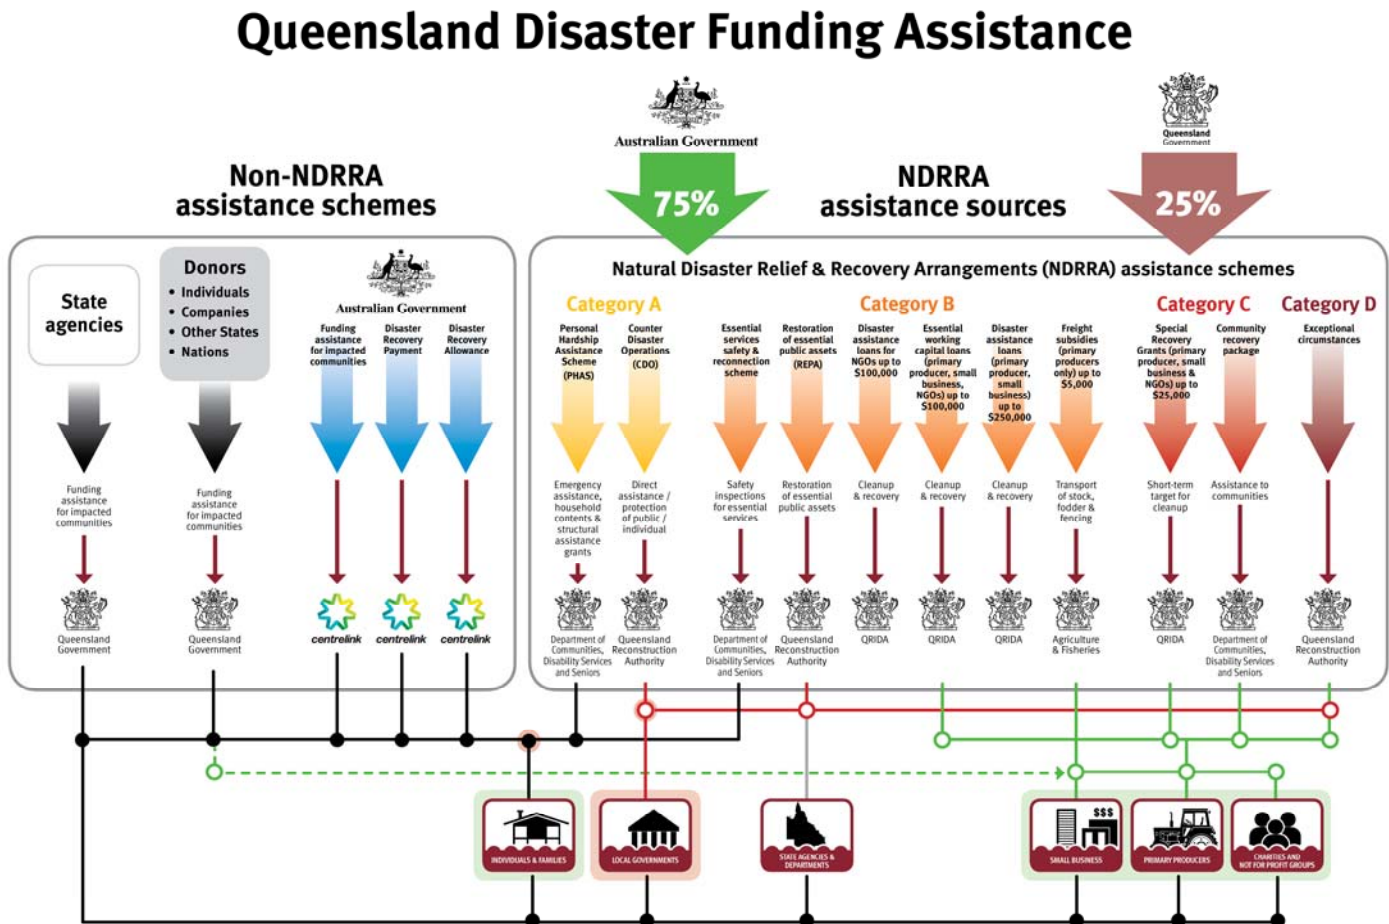 Queensland Disaster Funding Assistance
Australian Government
Queensland
Government
Non-NDRRA
assistance schemes
75%
NDRRA
assistance sources
25%
State
agencies
Donors
• Individuals
• Companies
• Other States
• Nations
Australian Government
Funding
assistance
for impacted
communities
Disaster
Recovery
Payment
Disaster
Recovery
Allowance
Natural Disaster Relief & Recovery Arrangements (NDRRA) assistance schemes
Category A
Category B
Category C
Category D
Personal
Hardship
Assistance
Scheme
(PHAS)
Counter
Disaster
Operations
(CDO)
Essential
services
safety &
reconnection
scheme
Restoration
of essential
public assets
(REPA)
Disaster
assistance
loans for
NGOs up to
$100,000
Essential
working
capital loans
(primary
producer, small
business,
NGOs) up to
$100,000
Disaster
assistance
loans
(primary
producer,
small
business)
up to
$250,000
Freight
subsidies
(primary
producers
only) up to
$5,000
Special
Recovery
Grants (primary
producer, small
business &
NGOs) up to
$25,000
Community
recovery
package
Exceptional
circumstances
Funding
assistance
for impacted
communities
Funding
assistance
for impacted
communities
Emergency
assistance,
household
contents &
structural
assistance
grants
Direct
assistance /
protection
of public /
individual
Safety
inspections
for essential
services
Restoration
of essential
public assets
Cleanup
& recovery
Cleanup
& recovery
Cleanup
& recovery
Transport
of stock,
fodder &
fencing
Short-term
target for
cleanup
Assistance to
communities
Queensland
Government
Queensland
Government
centrelink
centrelink
centrelink
Department of
Communities,
Disability Services
and Seniors
Queensland
Reconstruction
Authority
Department of
Communities,
Disability Services
and Seniors
Queensland
Reconstruction
Authority
QRIDA
QRIDA
QRIDA
Agriculture
& Fisheries
QRIDA
Department of
Communities,
Disability Services
and Seniors
Queensland
Reconstruction
Authority
INDIVIDUALS & FAMILIES
LOCAL GOVERNMENTS
STATE AGENCIES &
DEPARTMENTS
$$$
SMALL BUSINESS
PRIMARY PRODUCERS
CHARITIES AND
NOT FOR PROFIT GROUPS